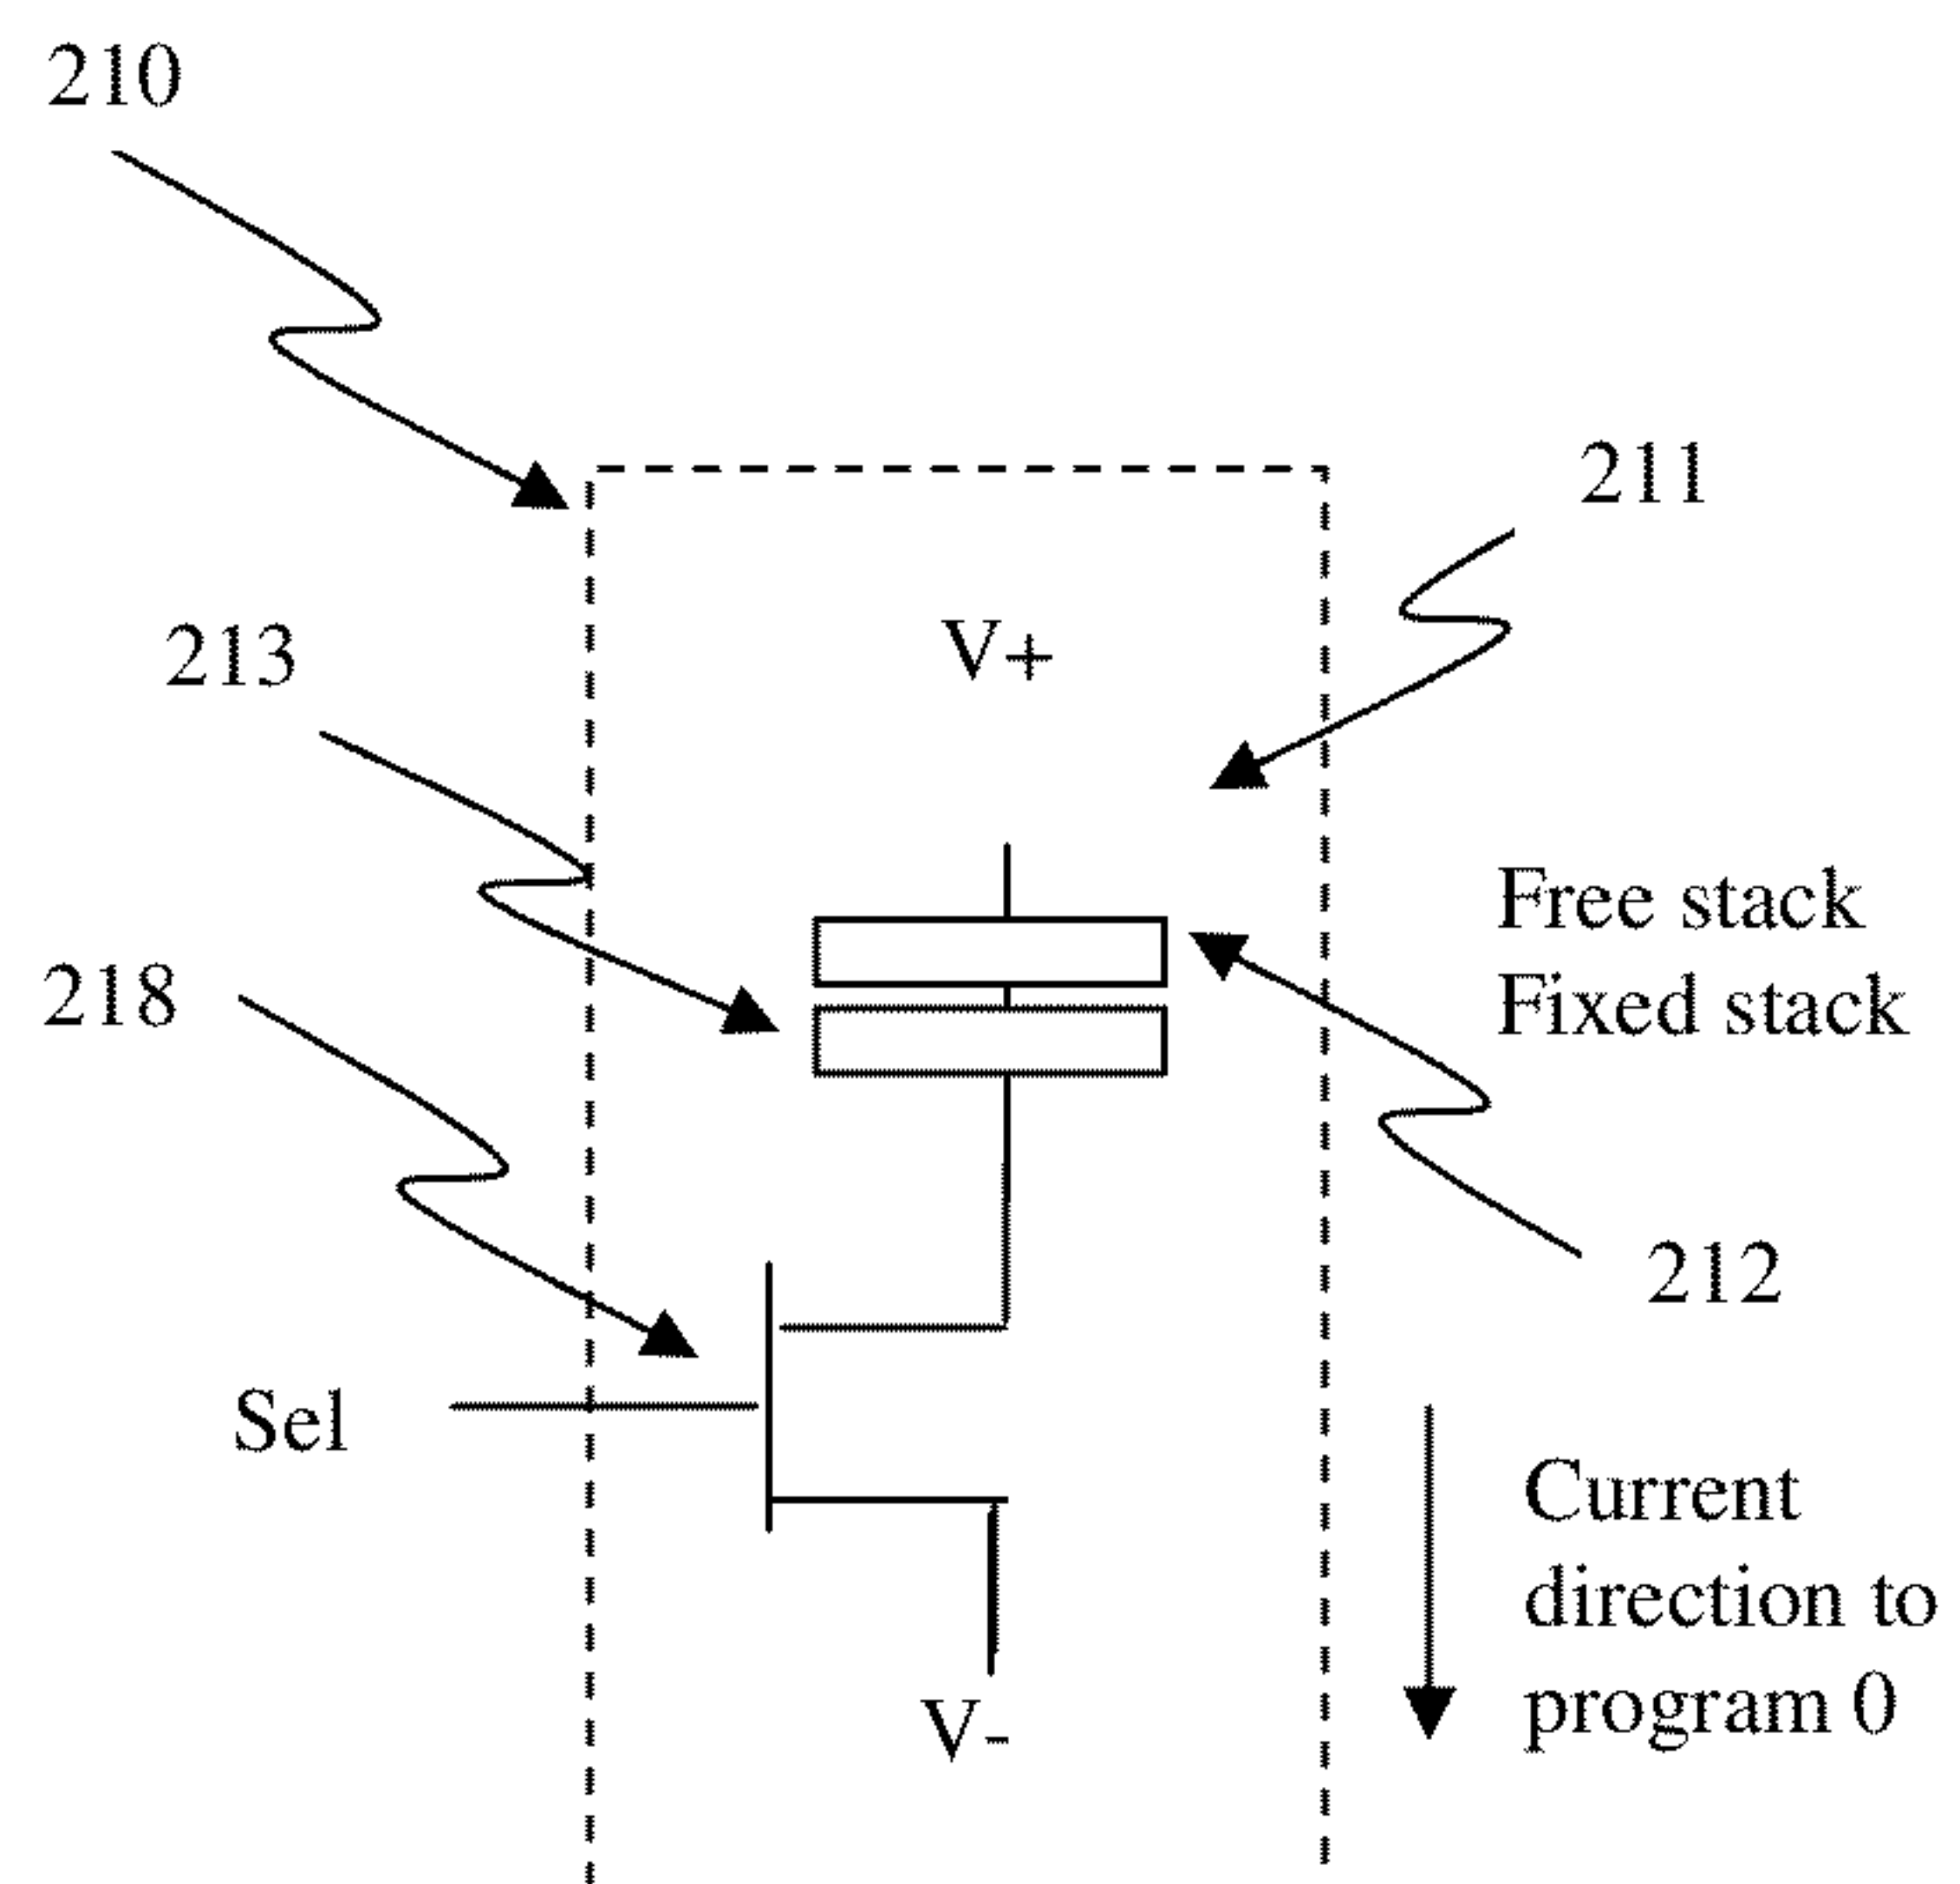 210
211
213
V+
Free stack
218
Fixed stack
212
Sel
Current
direction to
program 0
V-